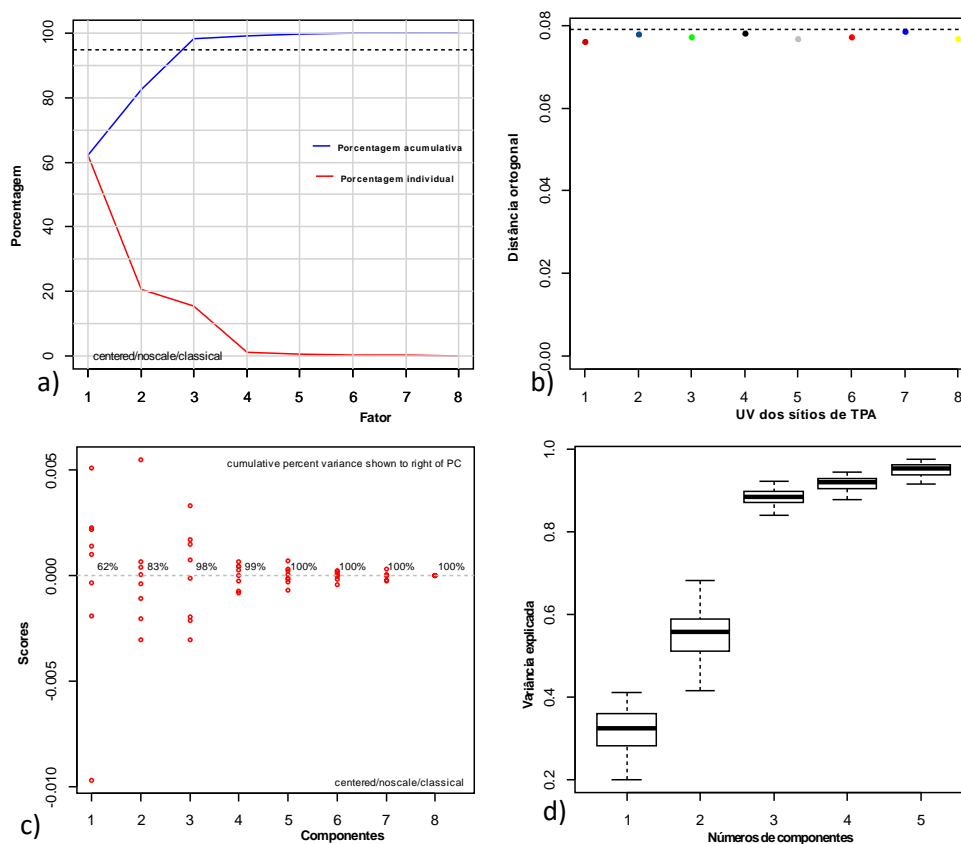 100
80
60
40
20
0
Porcentagem
Porcentagem acumulativa
Porcentagem individual
centered/noscale/classical
1 2 3 4 5 6 7 8
Fator
a)
0.08
0.06
0.04
0.02
0.00
Distância ortogonal
1 2 3 4 5 6 7 8
UV dos sítios de TPA
b)
0.005
0.000
-0.005
-0.010
Scores
cumulative percent variance shown to right of PC
62% 83% 98% 99% 100% 100% 100% 100%
centered/noscale/classical
1 2 3 4 5 6 7 8
Componentes
c)
1.0
0.8
0.6
0.4
0.2
Variância explicada
1 2 3 4 5
Números de componentes
d)